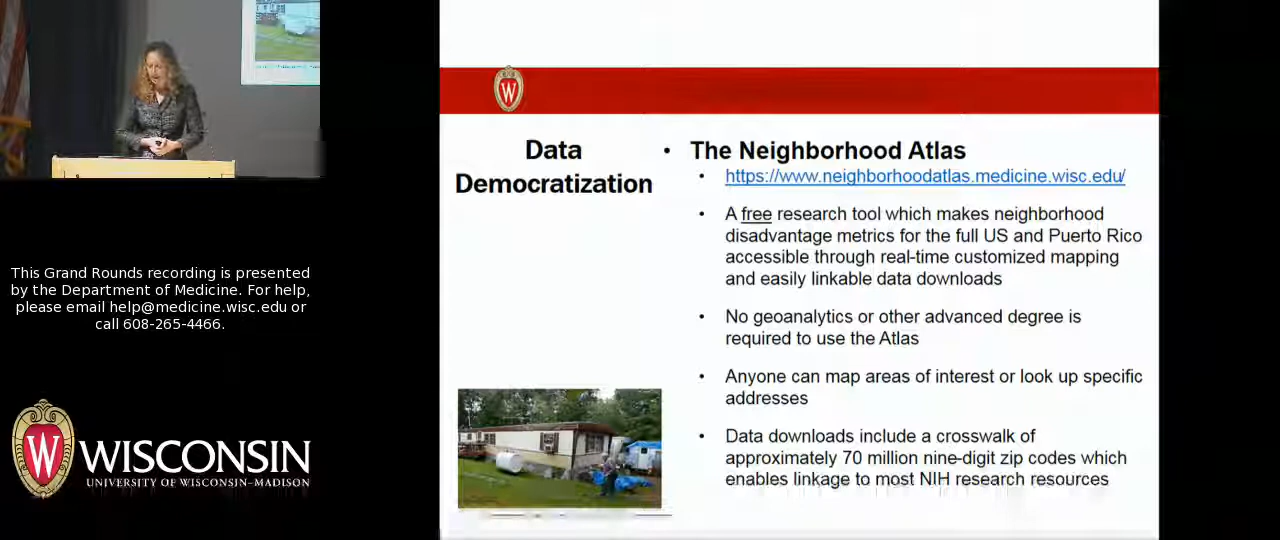 This Grand Rounds recording is presented
by the Department of Medicine. For help,
please email help@medicine.wisc.edu or
call 608-265-4466.
W
WISCONSIN
UNIVERSITY OF WISCONSIN–MADISON
W
Data
Democratization
• The Neighborhood Atlas
• https://www.neighborhoodatlas.medicine.wisc.edu/
• A free research tool which makes neighborhood
disadvantage metrics for the full US and Puerto Rico
accessible through real-time customized mapping
and easily linkable data downloads
• No geoanalytics or other advanced degree is
required to use the Atlas
• Anyone can map areas of interest or look up specific
addresses
• Data downloads include a crosswalk of
approximately 70 million nine-digit zip codes which
enables linkage to most NIH research resources